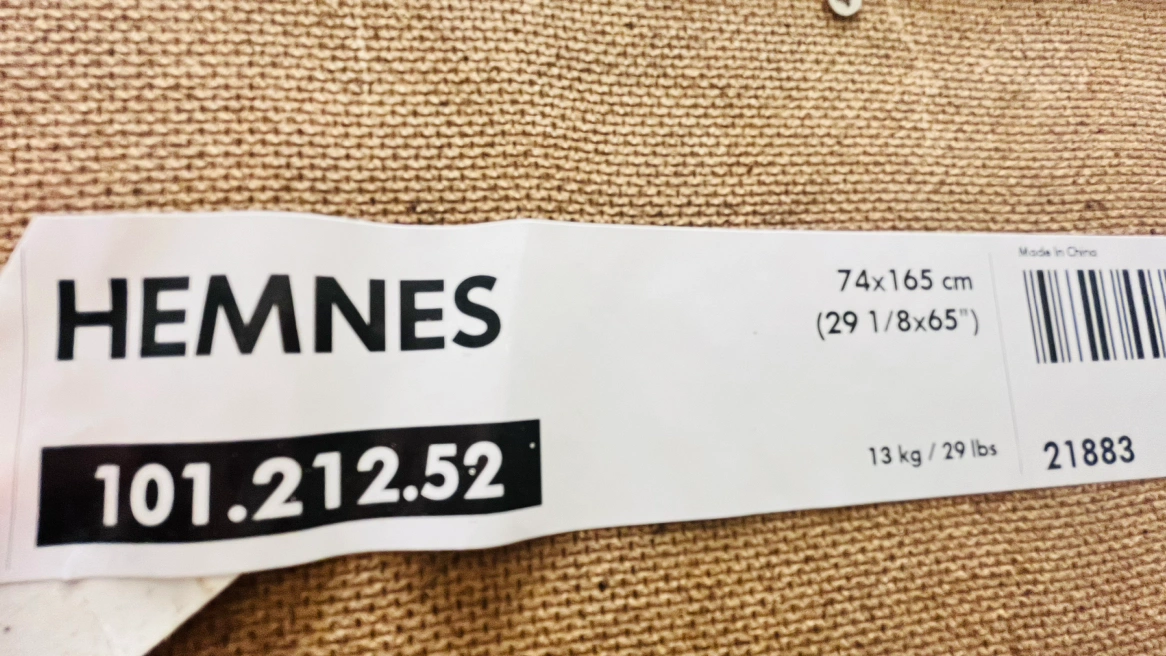 HEMNES
101.212.52
74x165 cm
(29 1/8x65")
13 kg / 29 lbs
Made In China
21883